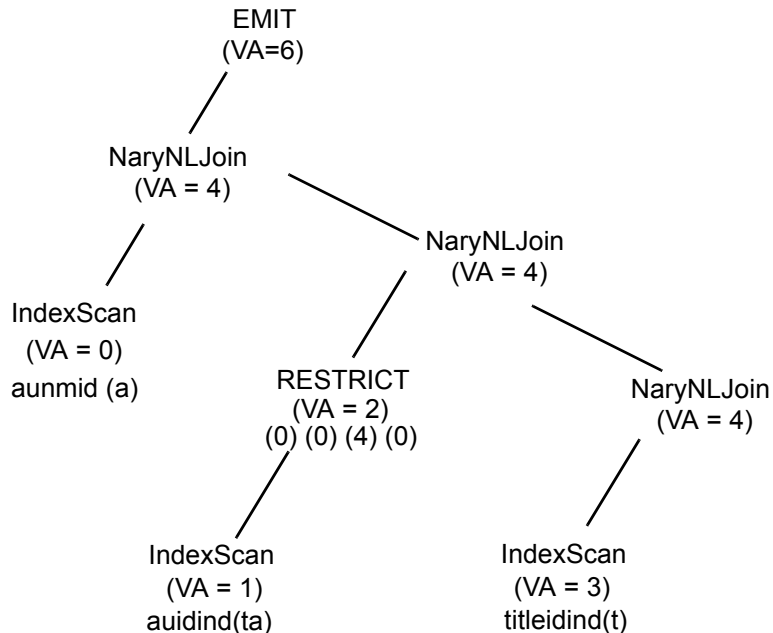 EMIT
(VA=6)
NaryNLJoin
(VA = 4)
NaryNLJoin
(VA = 4)
IndexScan
(VA = 0)
aunmid (a)
RESTRICT
(VA = 2)
(0) (0) (4) (0)
NaryNLJoin
(VA = 4)
IndexScan
(VA = 1)
auidind(ta)
IndexScan
(VA = 3)
titleidind(t)